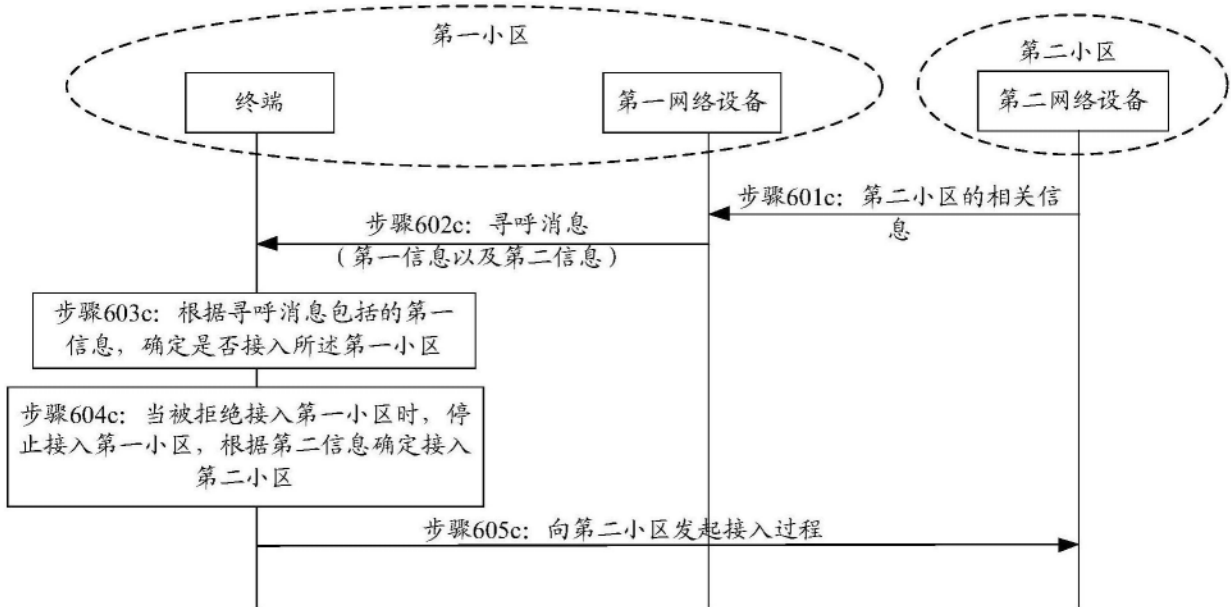 第一小区
第二小区
终端
第一网络设备
第二网络设备
步骤601c：第二小区的相关信
息
步骤602c：寻呼消息
（第一信息以及第二信息）
步骤603c：根据寻呼消息包括的第一
信息，确定是否接入所述第一小区
步骤604c：当被拒绝接入第一小区时，停
止接入第一小区，根据第二信息确定接入
第二小区
步骤605c：向第二小区发起接入过程